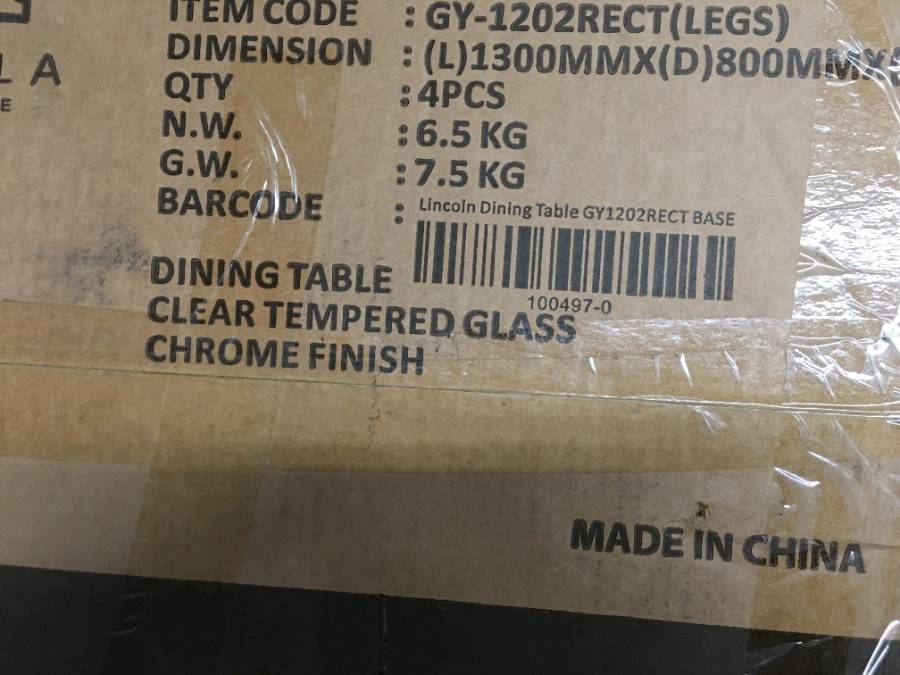 ITEM CODE : GY-1202RECT(LEGS)
DIMENSION : (L)1300MMX(D)800MMX
QTY : 4PCS
N.W. : 6.5 KG
G.W. : 7.5 KG
BARCODE :
Lincoln Dining Table GY1202RECT BASE
100497-0
DINING TABLE
CLEAR TEMPERED GLASS
CHROME FINISH
MADE IN CHINA
L A
E